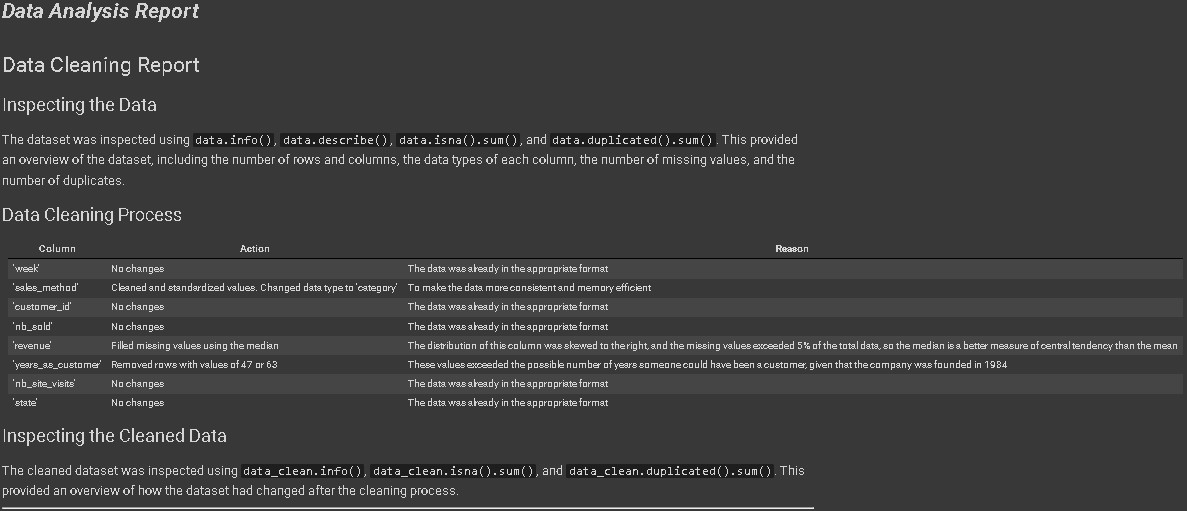 Data Analysis Report
Data Cleaning Report
Inspecting the Data
The dataset was inspected using data.info(), data.describe(), data.isna().sum(), and data.duplicated().sum(). This provided
an overview of the dataset, including the number of rows and columns, the data types of each column, the number of missing values, and the
number of duplicates.
Data Cleaning Process
Column Action Reason
'week' No changes The data was already in the appropriate format
'sales_method' Cleaned and standardized values. Changed data type to 'category' To make the data more consistent and memory efficient
'customer_id' No changes The data was already in the appropriate format
'nb_sold' No changes The data was already in the appropriate format
'revenue' Filled missing values using the median The distribution of this column was skewed to the right, and the missing values exceeded 5% of the total data, so the median is a better measure of central tendency than the mean
'years_as_customer' Removed rows with values of 47 or 63 These values exceeded the possible number of years someone could have been a customer, given that the company was founded in 1984
'nb_site_visits' No changes The data was already in the appropriate format
'state' No changes The data was already in the appropriate format
Inspecting the Cleaned Data
The cleaned dataset was inspected using data_clean.info(), data_clean.isna().sum(), and data_clean.duplicated().sum(). This
provided an overview of how the dataset had changed after the cleaning process.